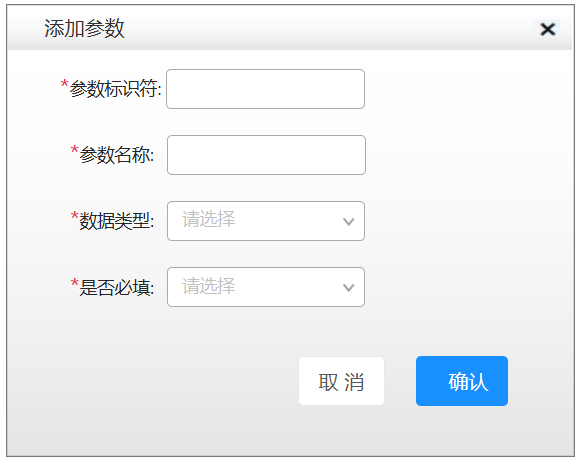 添加参数
*参数标识符:
*参数名称:
*数据类型: 请选择
*是否必填: 请选择
取消 确认